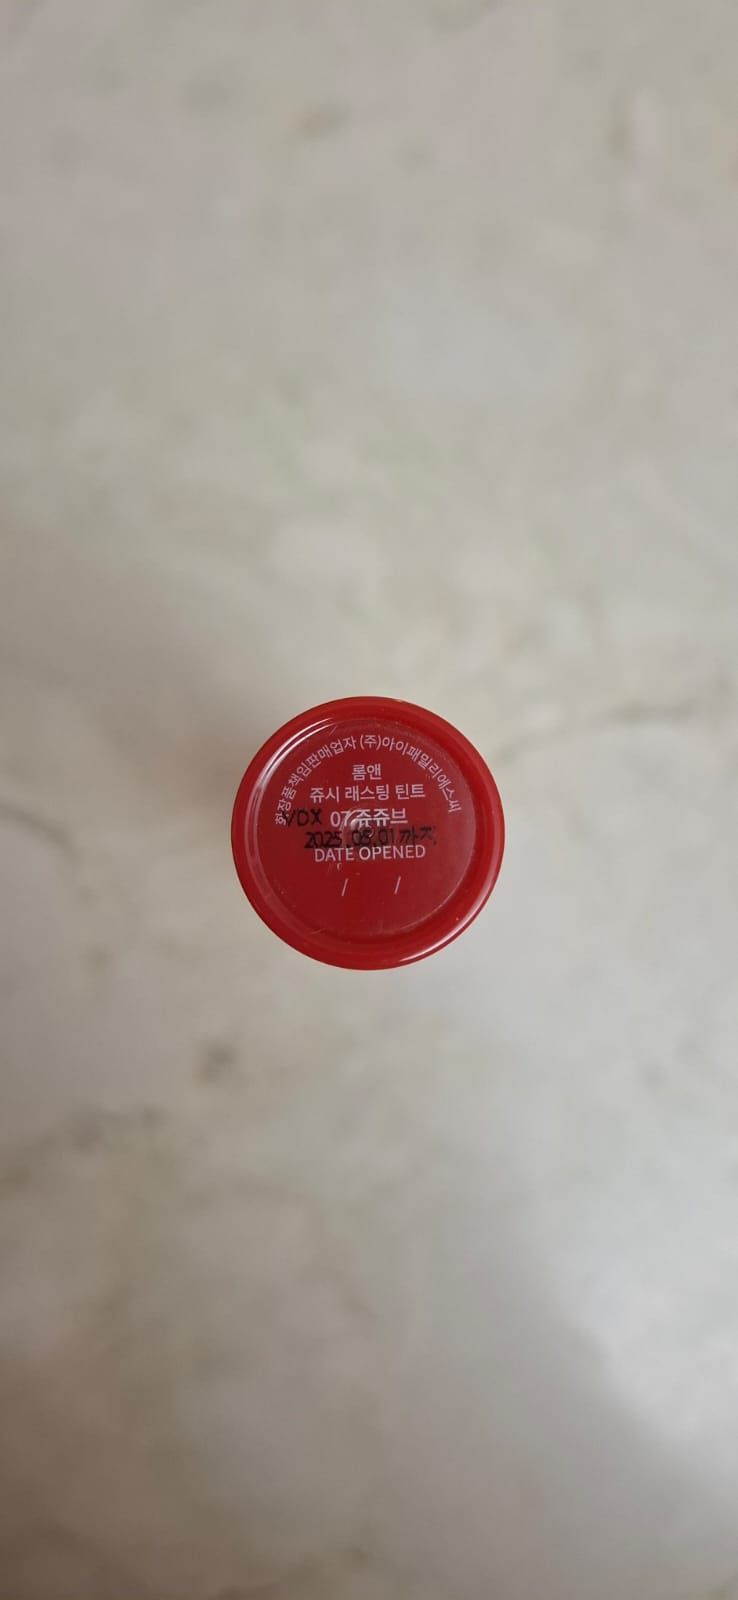 화장품책임판매업자 (주)아이패밀리에스씨
롬앤
쥬시 래스팅 틴트
07 쥬쥬브
VDX
2025.05.01까지
DATE OPENED
/ /